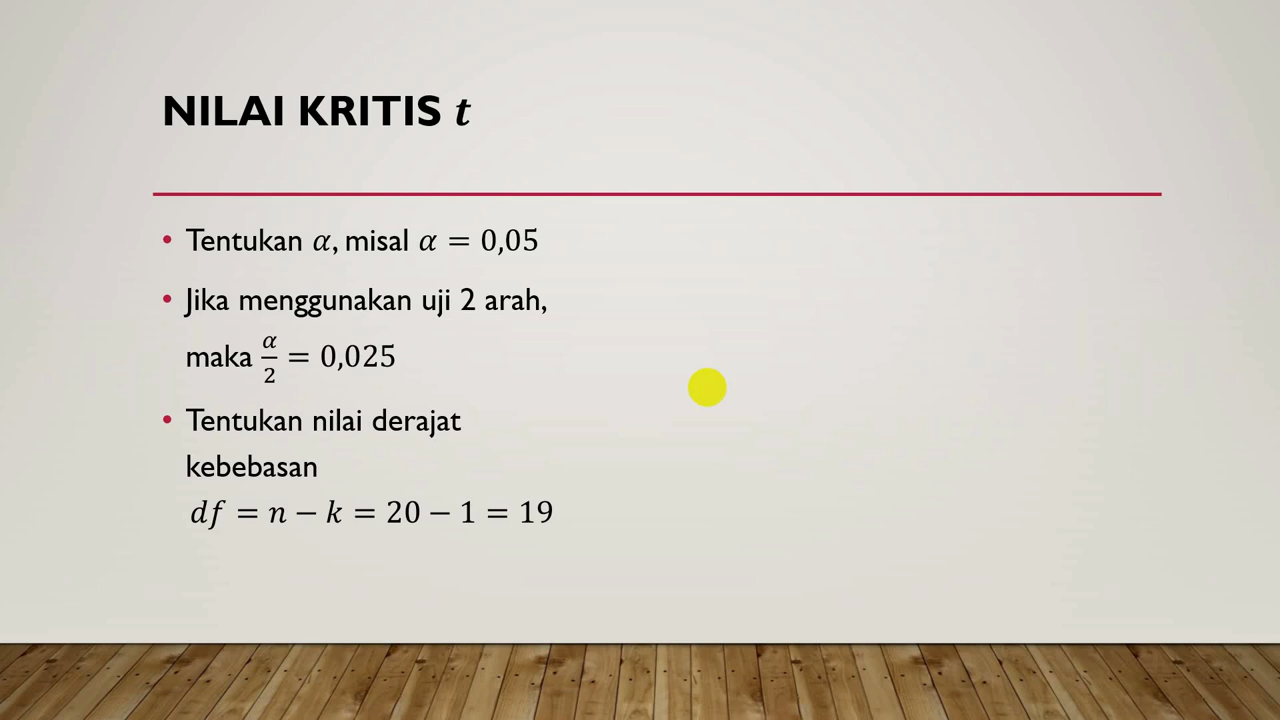 NILAI KRITIS t
• Tentukan α, misal α = 0,05
• Jika menggunakan uji 2 arah,
maka α/2 = 0,025
• Tentukan nilai derajat
kebebasan
df = n − k = 20 − 1 = 19